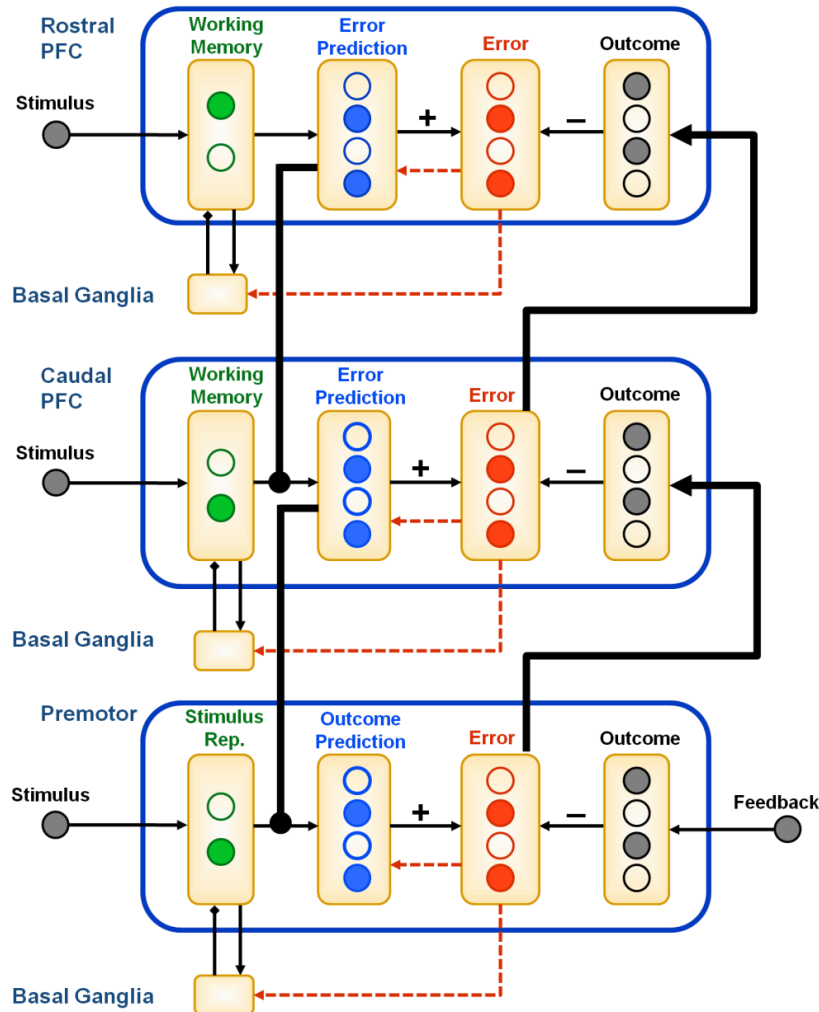 Rostral
PFC
Working
Memory
Error
Prediction
Error
Outcome
Stimulus
+
−
Basal Ganglia
Caudal
PFC
Working
Memory
Error
Prediction
Error
Outcome
Stimulus
+
−
Basal Ganglia
Premotor
Stimulus
Rep.
Outcome
Prediction
Error
Outcome
Stimulus
+
−
Feedback
Basal Ganglia